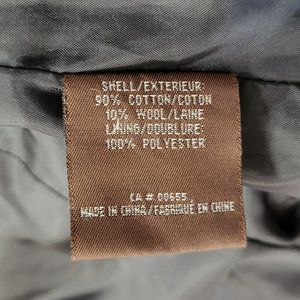 SHELL/EXTERIEUR:
90% COTTON/COTON
10% WOOL/LAINE
LINING/DOUBLURE:
100% POLYESTER
CA # 00655
MADE IN CHINA/FABRIQUÉ EN CHINE